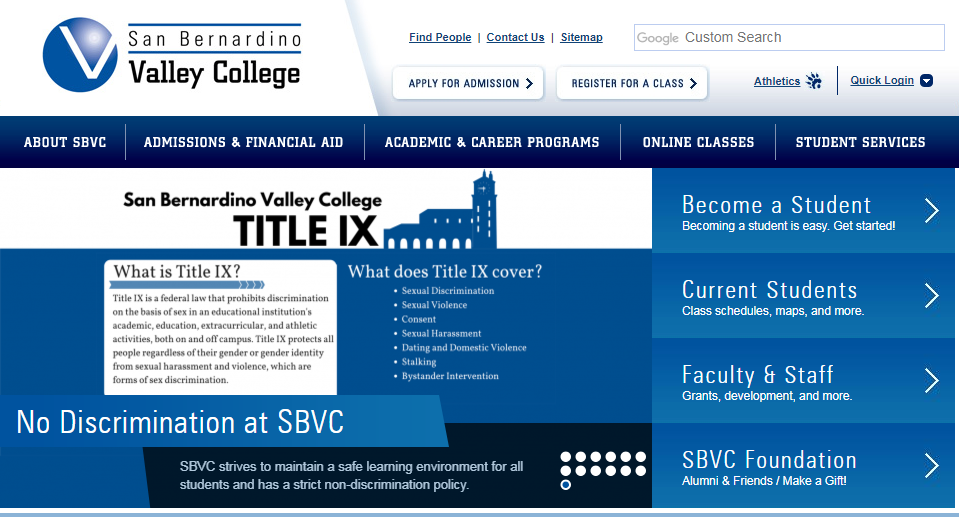 San Bernardino
Valley College
Find People | Contact Us | Sitemap
Google Custom Search
APPLY FOR ADMISSION
REGISTER FOR A CLASS
Athletics
Quick Login
ABOUT SBVC
ADMISSIONS & FINANCIAL AID
ACADEMIC & CAREER PROGRAMS
ONLINE CLASSES
STUDENT SERVICES
San Bernardino Valley College
TITLE IX
What is Title IX?
Title IX is a federal law that prohibits discrimination
on the basis of sex in an educational institution's
academic, education, extracurricular, and athletic
activities, both on and off campus. Title IX protects all
people regardless of their gender or gender identity
from sexual harassment and violence, which are
forms of sex discrimination.
What does Title IX cover?
• Sexual Discrimination
• Sexual Violence
• Consent
• Sexual Harassment
• Dating and Domestic Violence
• Stalking
• Bystander Intervention
No Discrimination at SBVC
SBVC strives to maintain a safe learning environment for all
students and has a strict non-discrimination policy.
Become a Student
Becoming a student is easy. Get started!
Current Students
Class schedules, maps, and more.
Faculty & Staff
Grants, development, and more.
SBVC Foundation
Alumni & Friends / Make a Gift!